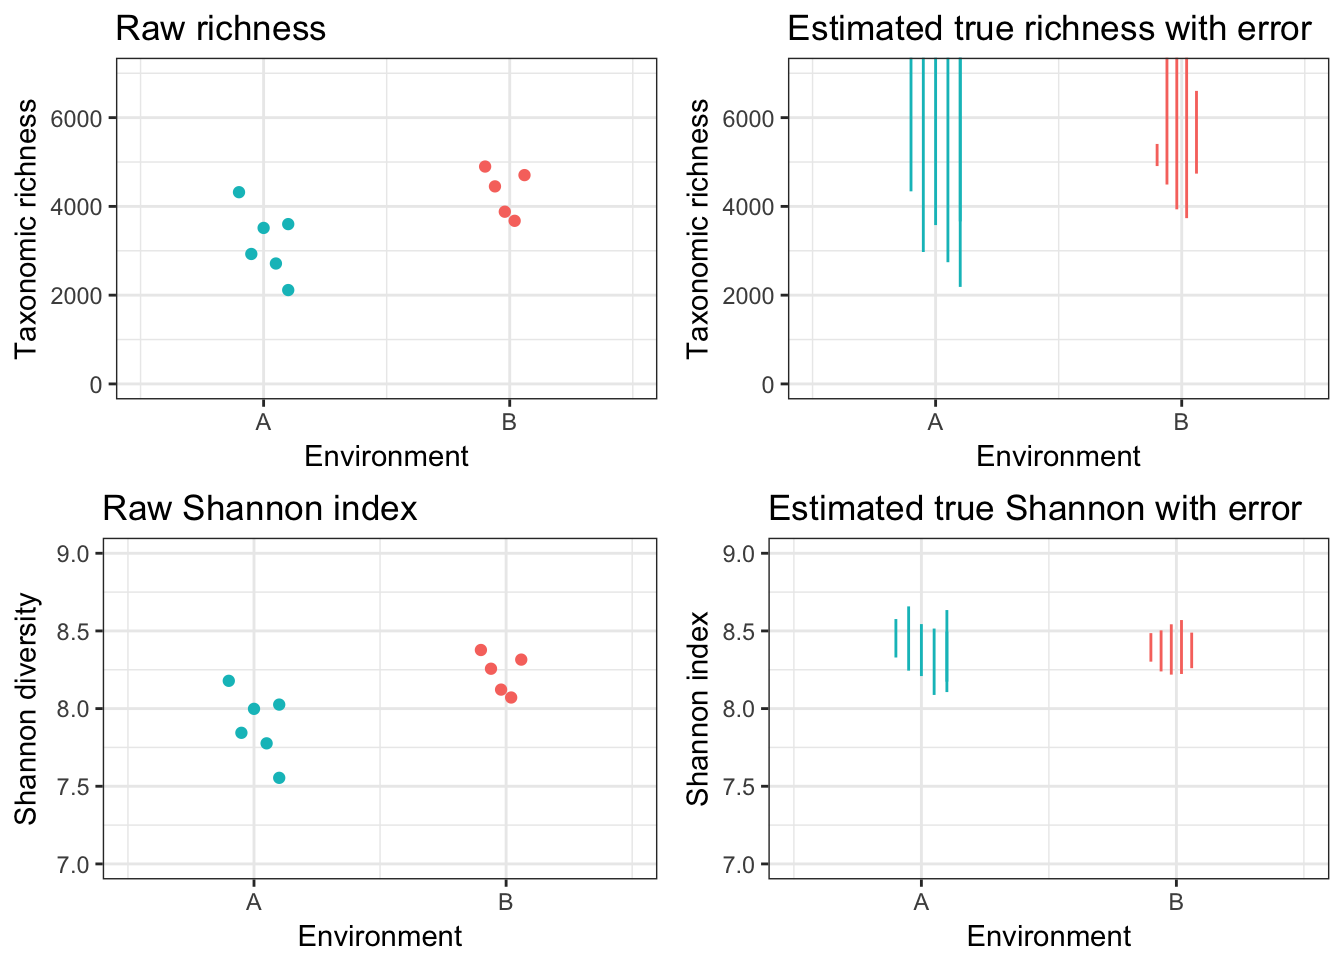 Raw richness
Taxonomic richness
6000
4000
2000
0
A B
Environment
Estimated true richness with error
Taxonomic richness
6000
4000
2000
0
A B
Environment
Raw Shannon index
Shannon diversity
9.0
8.5
8.0
7.5
7.0
A B
Environment
Estimated true Shannon with error
Shannon index
9.0
8.5
8.0
7.5
7.0
A B
Environment